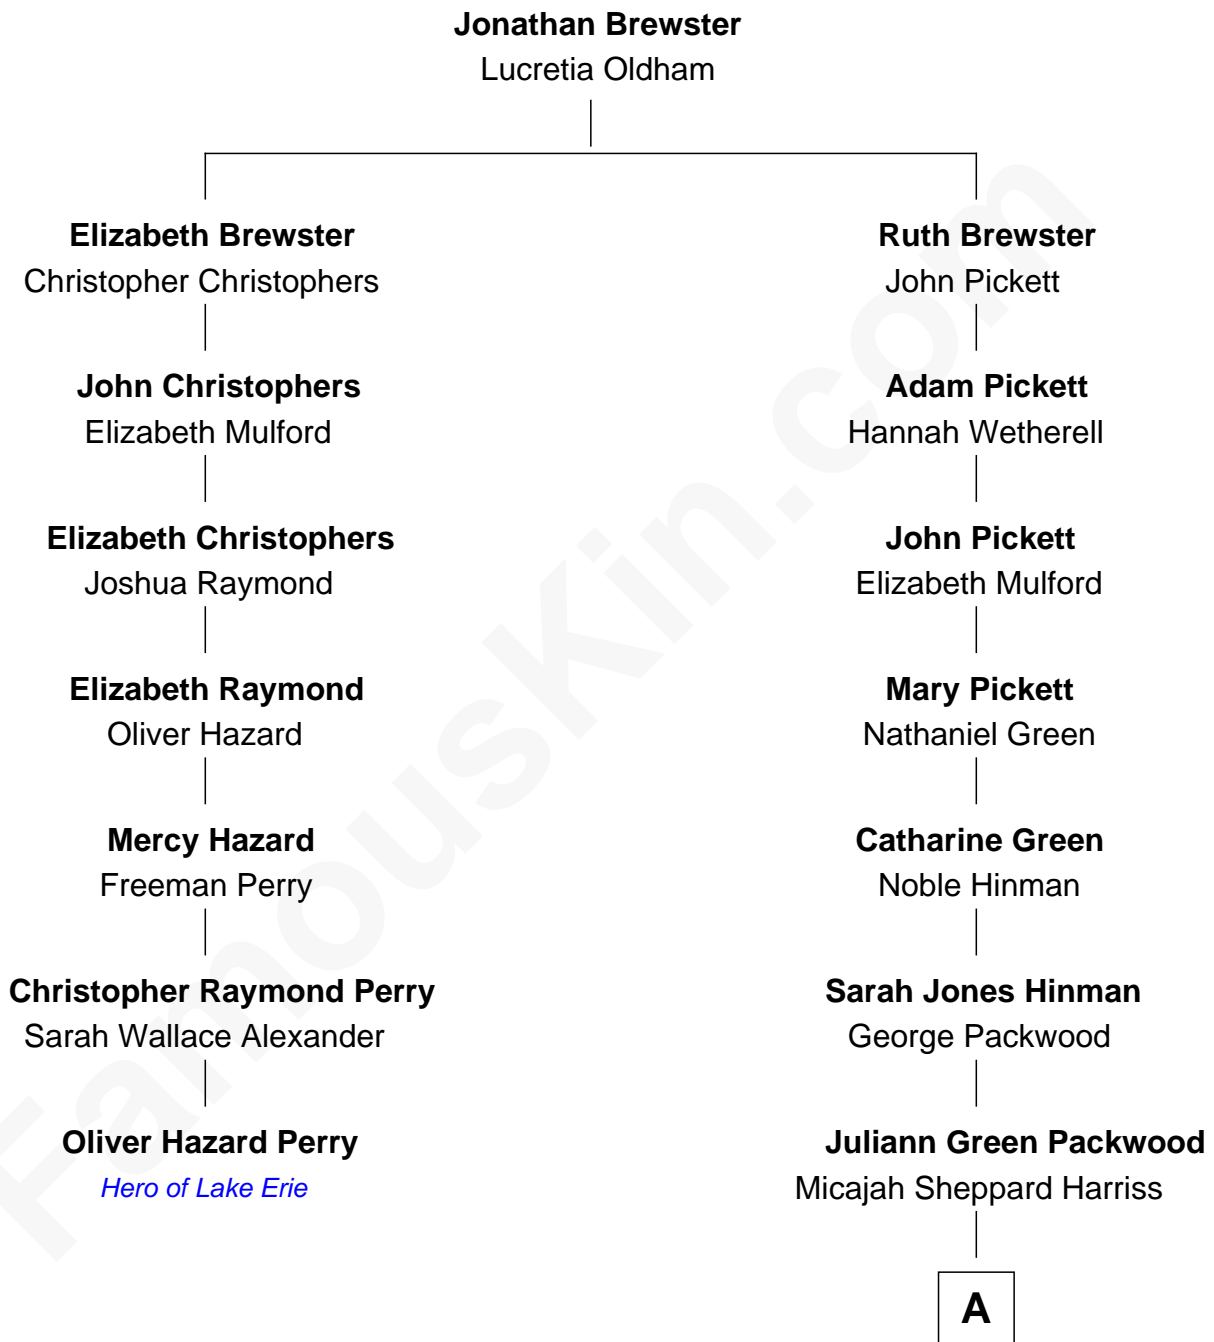 Jonathan Brewster
Lucretia Oldham
Elizabeth Brewster
Christopher Christophers
Ruth Brewster
John Pickett
John Christophers
Elizabeth Mulford
Adam Pickett
Hannah Wetherell
Elizabeth Christophers
Joshua Raymond
John Pickett
Elizabeth Mulford
Elizabeth Raymond
Oliver Hazard
Mary Pickett
Nathaniel Green
Mercy Hazard
Freeman Perry
Catharine Green
Noble Hinman
Christopher Raymond Perry
Sarah Wallace Alexander
Sarah Jones Hinman
George Packwood
Oliver Hazard Perry
Hero of Lake Erie
Juliann Green Packwood
Micajah Sheppard Harriss
A
FamousKin.com